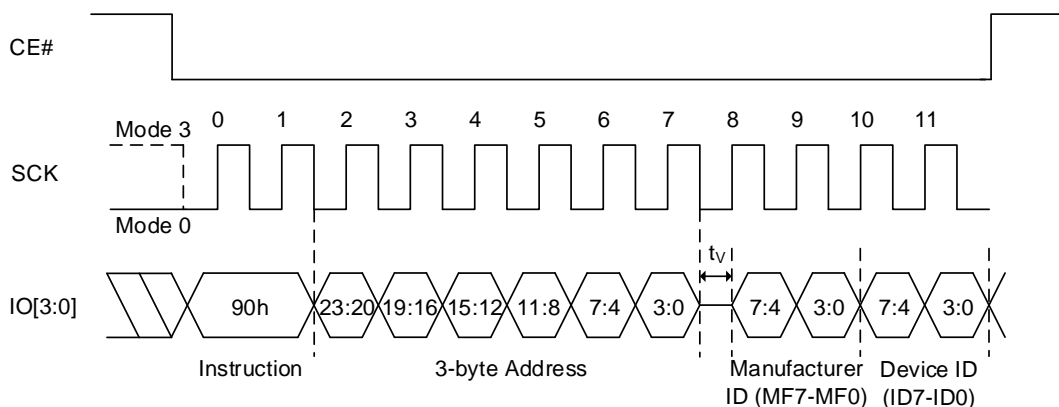 CE#
0 1 2 3 4 5 6 7 8 9 10 11
Mode 3
SCK
Mode 0
tV
IO[3:0]
90h 23:20 19:16 15:12 11:8 7:4 3:0 7:4 3:0 7:4 3:0
Instruction
3-byte Address
Manufacturer
ID (MF7-MF0)
Device ID
(ID7-ID0)